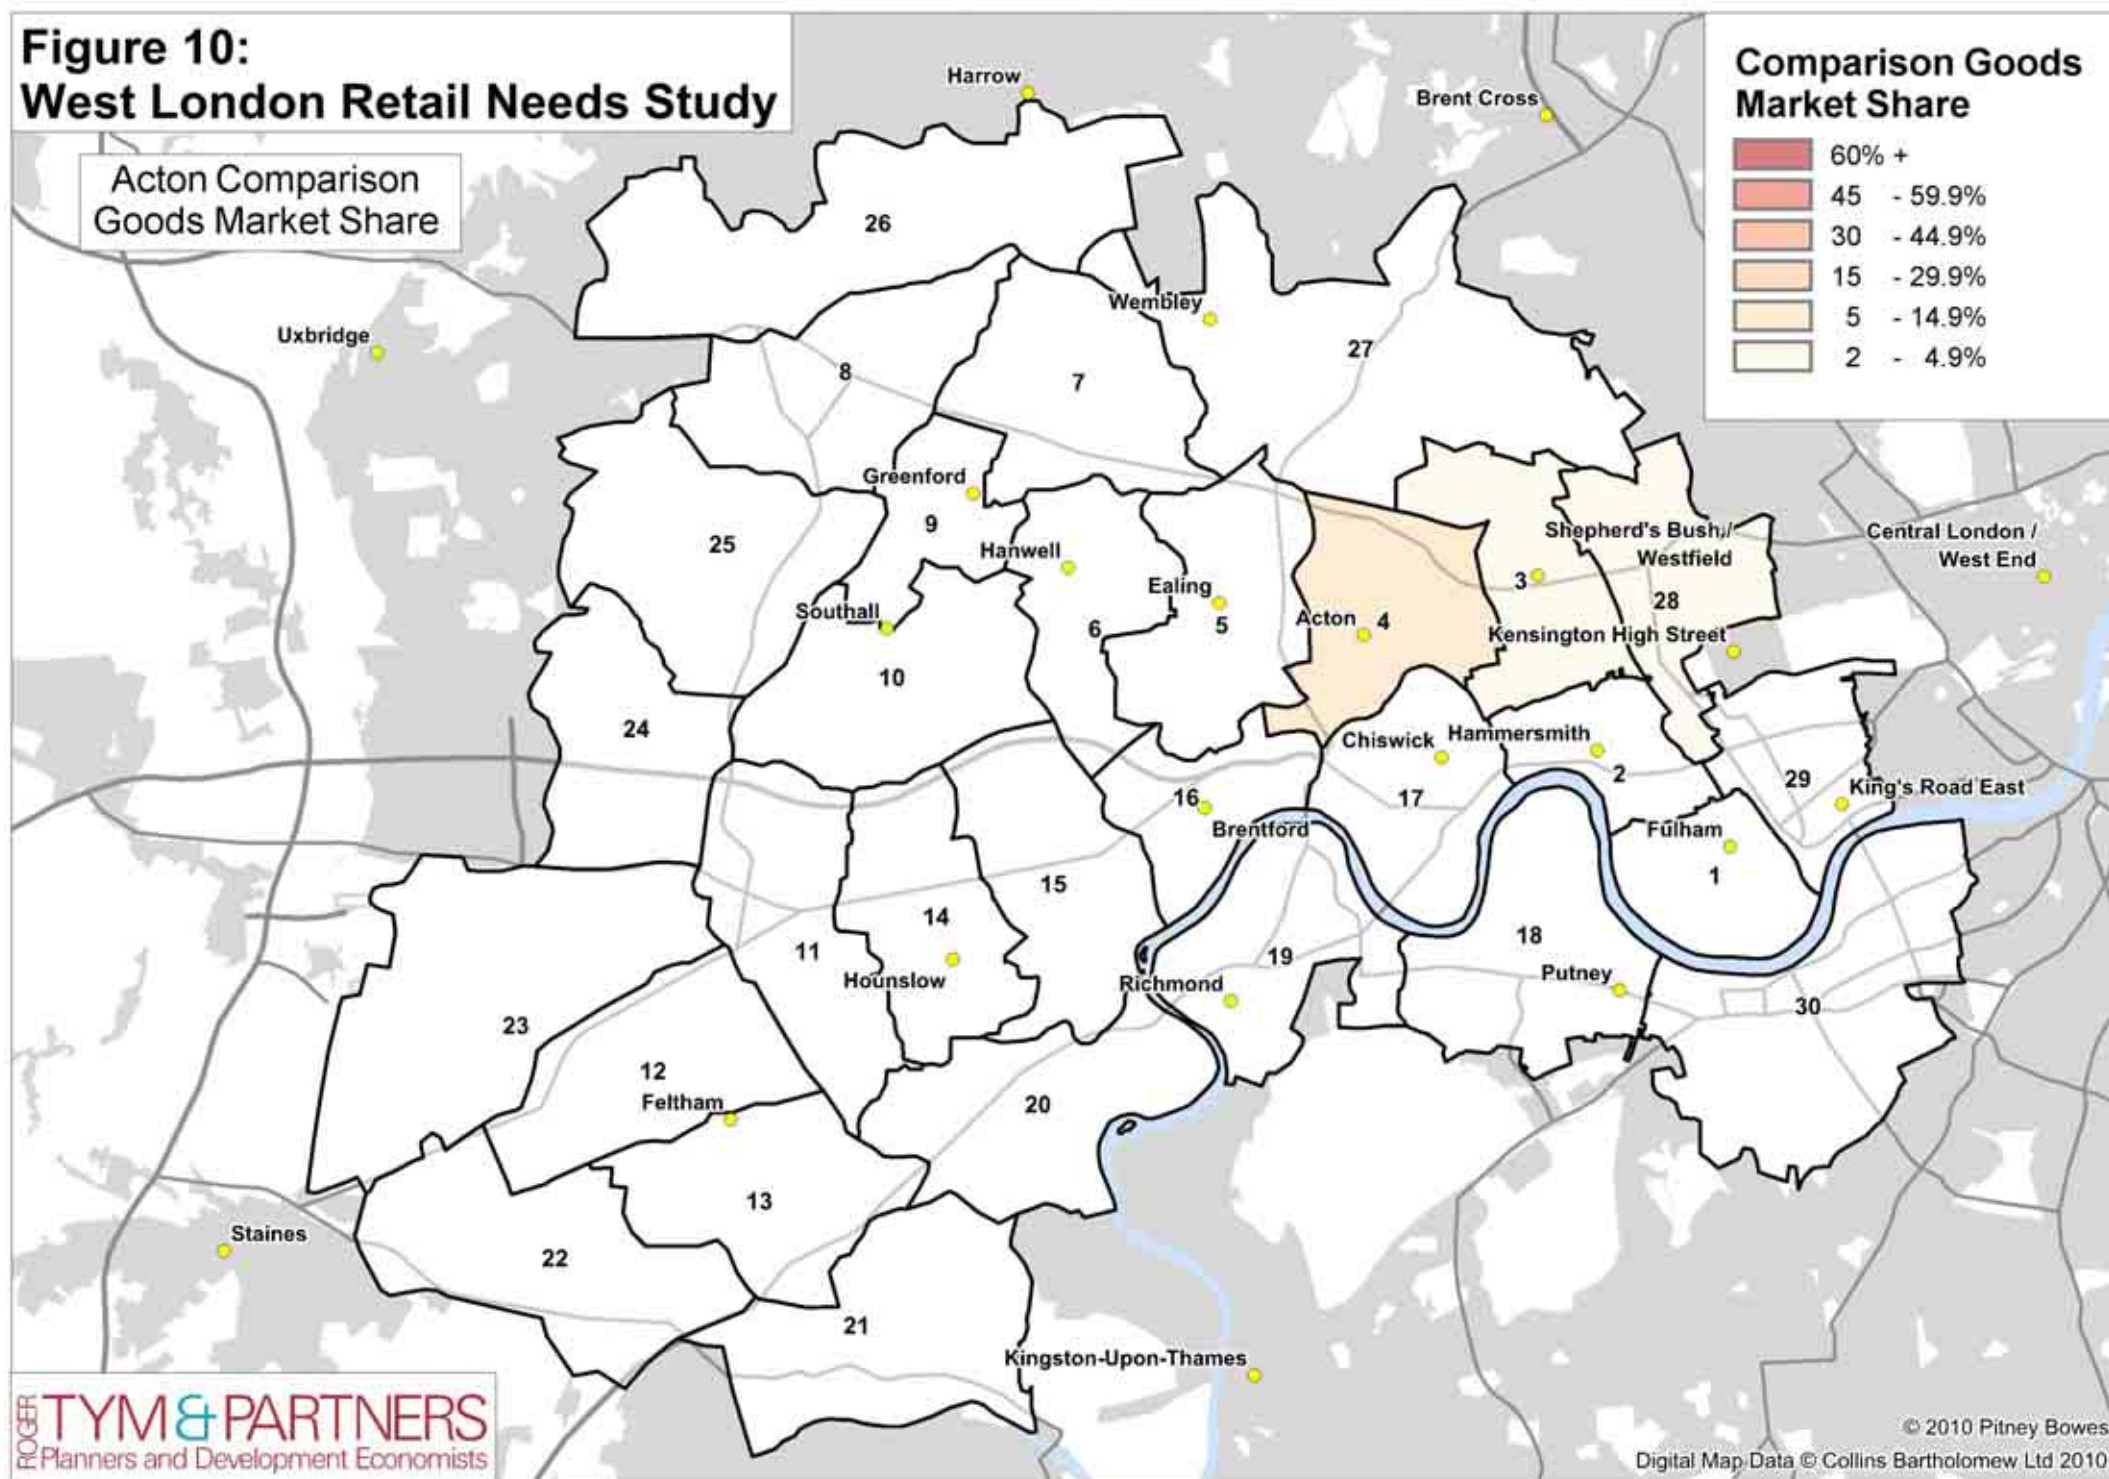 Figure 10:
West London Retail Needs Study
Acton Comparison
Goods Market Share
Comparison Goods
Market Share
60% +
45 - 59.9%
30 - 44.9%
15 - 29.9%
5 - 14.9%
2 - 4.9%
Harrow
Brent Cross
26
Wembley
Uxbridge
27
8
7
Greenford
9
25
Hanwell
Shepherd's Bush /
Westfield
Central London /
West End
3
28
Ealing
5
Southall
Acton 4
6
Kensington High Street
10
24
Chiswick
Hammersmith
2
29
King's Road East
16
17
Brentford
Fulham
1
15
14
11
Hounslow
18
19
Richmond
Putney
30
23
12
Feltham
20
13
Staines
22
21
Kingston-Upon-Thames
ROGER
TYM & PARTNERS
Planners and Development Economists
© 2010 Pitney Bowes
Digital Map Data © Collins Bartholomew Ltd 2010